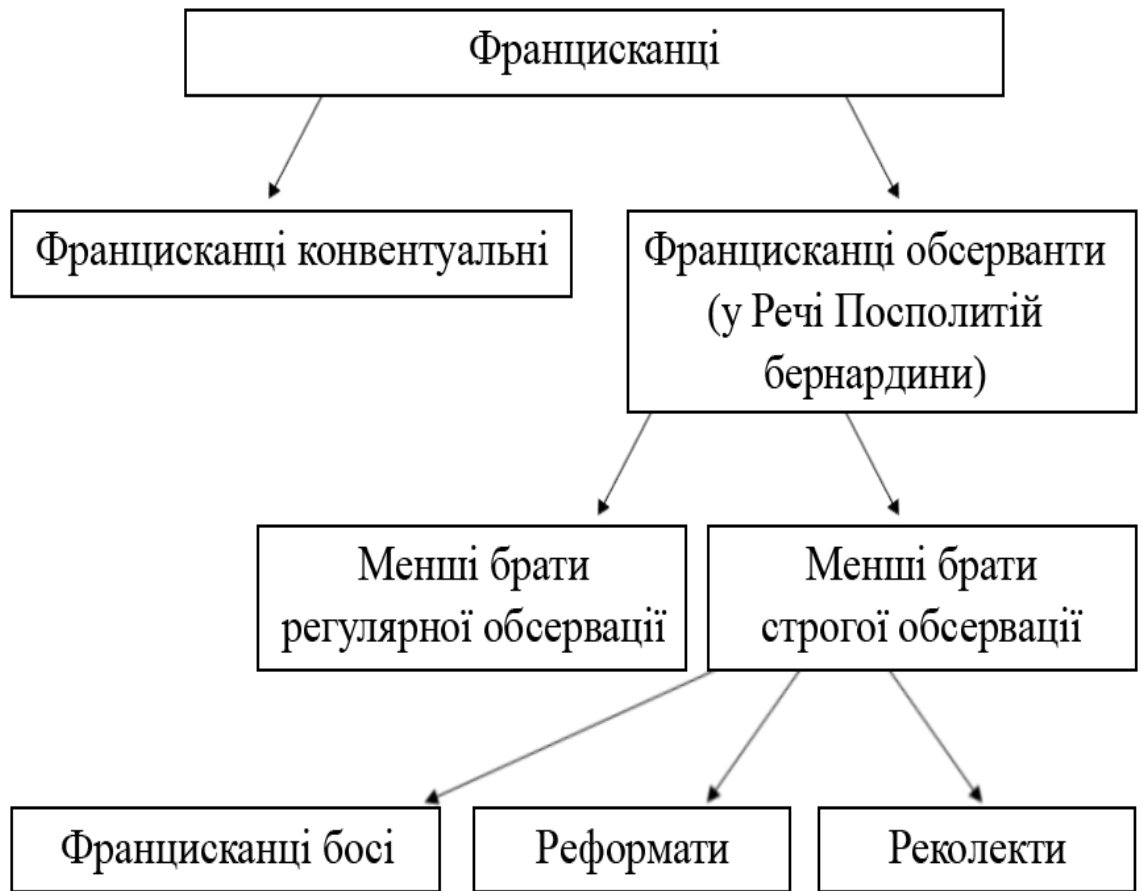 Францисканці
Францисканці конвентуальні
Францисканці обсерванти
(у Речі Посполитій
бернардини)
Менші брати
регулярної обсервації
Менші брати
строгої обсервації
Францисканці босі
Реформати
Реколекти